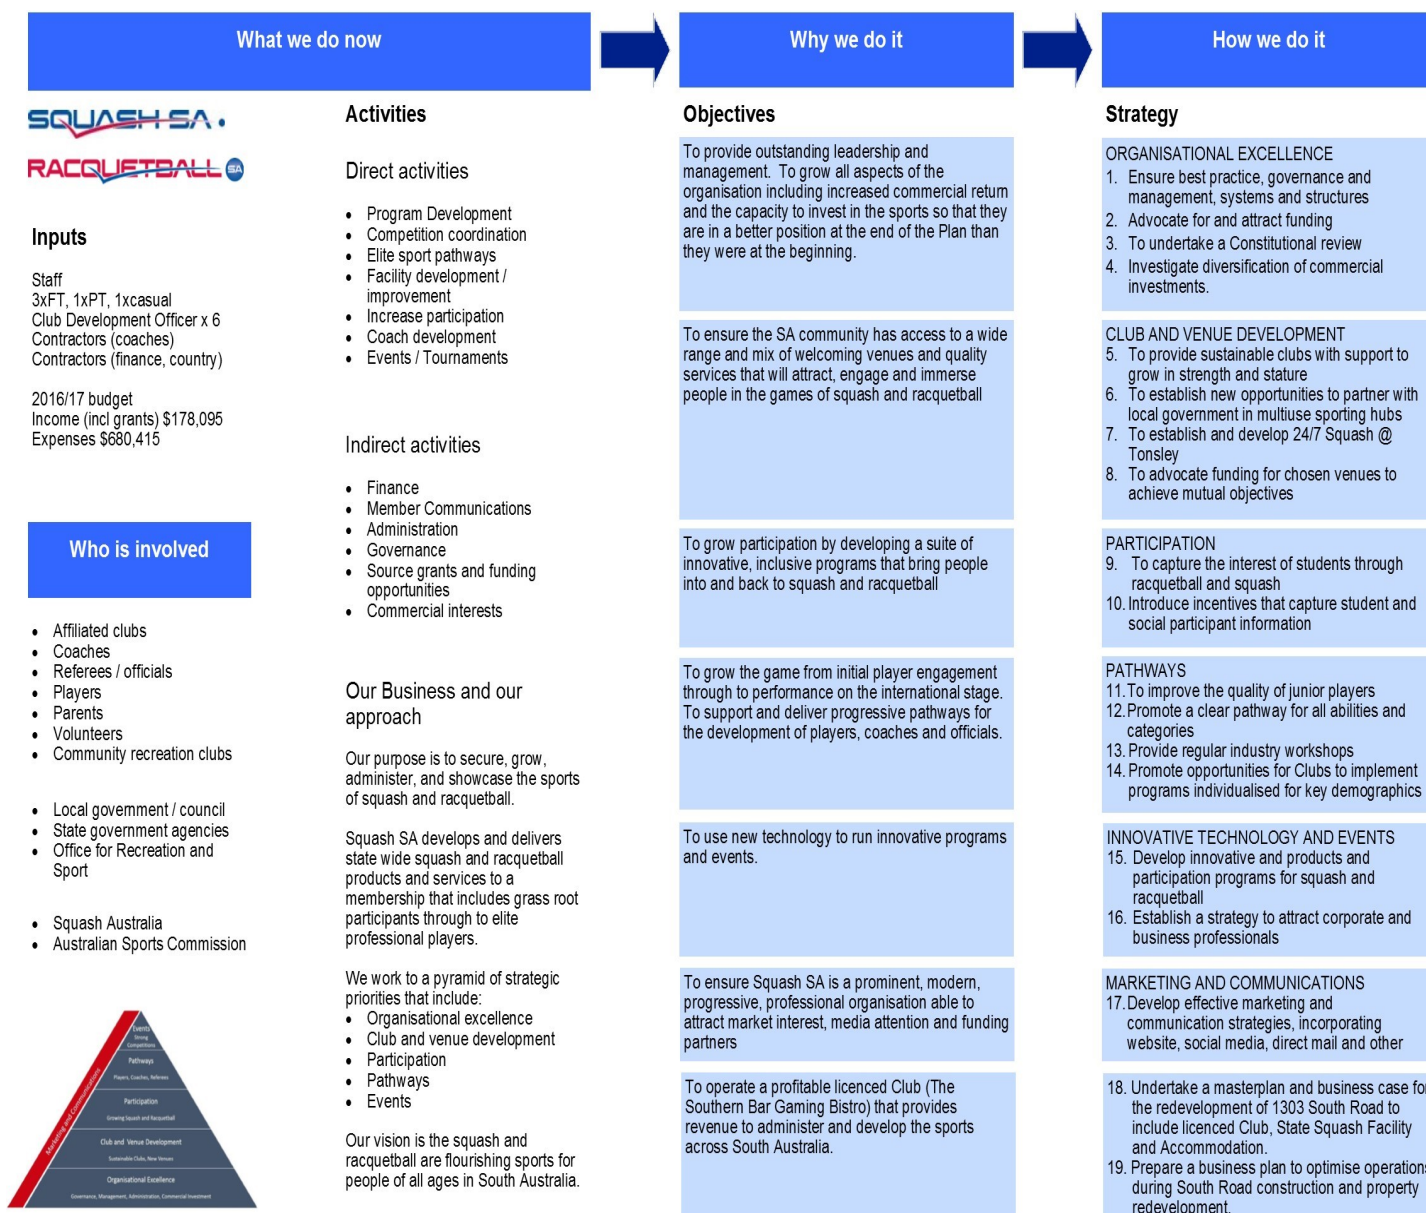 What we do now
Why we do it
How we do it
SQUASH SA
RACQUETBALL SA
Inputs
Staff
3xFT, 1xPT, 1xcasual
Club Development Officer x 6
Contractors (coaches)
Contractors (finance, country)
2016/17 budget
Income (incl grants) $178,095
Expenses $680,415
Who is involved
• Affiliated clubs
• Coaches
• Referees / officials
• Players
• Parents
• Volunteers
• Community recreation clubs
• Local government / council
• State government agencies
• Office for Recreation and
Sport
• Squash Australia
• Australian Sports Commission
Marketing and Communications
Events
Strong
Competitions
Pathways
Players, Coaches, Referees
Participation
Growing Squash and Racquetball
Club and Venue Development
Sustainable Clubs, New Venues
Organisational Excellence
Governance, Management, Administration, Commercial Investment
Activities
Direct activities
• Program Development
• Competition coordination
• Elite sport pathways
• Facility development /
improvement
• Increase participation
• Coach development
• Events / Tournaments
Indirect activities
• Finance
• Member Communications
• Administration
• Governance
• Source grants and funding
opportunities
• Commercial interests
Our Business and our
approach
Our purpose is to secure, grow,
administer, and showcase the sports
of squash and racquetball.
Squash SA develops and delivers
state wide squash and racquetball
products and services to a
membership that includes grass root
participants through to elite
professional players.
We work to a pyramid of strategic
priorities that include:
• Organisational excellence
• Club and venue development
• Participation
• Pathways
• Events
Our vision is the squash and
racquetball are flourishing sports for
people of all ages in South Australia.
Objectives
To provide outstanding leadership and
management. To grow all aspects of the
organisation including increased commercial return
and the capacity to invest in the sports so that they
are in a better position at the end of the Plan than
they were at the beginning.
To ensure the SA community has access to a wide
range and mix of welcoming venues and quality
services that will attract, engage and immerse
people in the games of squash and racquetball
To grow participation by developing a suite of
innovative, inclusive programs that bring people
into and back to squash and racquetball
To grow the game from initial player engagement
through to performance on the international stage.
To support and deliver progressive pathways for
the development of players, coaches and officials.
To use new technology to run innovative programs
and events.
To ensure Squash SA is a prominent, modern,
progressive, professional organisation able to
attract market interest, media attention and funding
partners
To operate a profitable licenced Club (The
Southern Bar Gaming Bistro) that provides
revenue to administer and develop the sports
across South Australia.
Strategy
ORGANISATIONAL EXCELLENCE
1. Ensure best practice, governance and
management, systems and structures
2. Advocate for and attract funding
3. To undertake a Constitutional review
4. Investigate diversification of commercial
investments.
CLUB AND VENUE DEVELOPMENT
5. To provide sustainable clubs with support to
grow in strength and stature
6. To establish new opportunities to partner with
local government in multiuse sporting hubs
7. To establish and develop 24/7 Squash @
Tonsley
8. To advocate funding for chosen venues to
achieve mutual objectives
PARTICIPATION
9. To capture the interest of students through
racquetball and squash
10. Introduce incentives that capture student and
social participant information
PATHWAYS
11. To improve the quality of junior players
12. Promote a clear pathway for all abilities and
categories
13. Provide regular industry workshops
14. Promote opportunities for Clubs to implement
programs individualised for key demographics
INNOVATIVE TECHNOLOGY AND EVENTS
15. Develop innovative and products and
participation programs for squash and
racquetball
16. Establish a strategy to attract corporate and
business professionals
MARKETING AND COMMUNICATIONS
17. Develop effective marketing and
communication strategies, incorporating
website, social media, direct mail and other
18. Undertake a masterplan and business case for
the redevelopment of 1303 South Road to
include licenced Club, State Squash Facility
and Accommodation.
19. Prepare a business plan to optimise operations
during South Road construction and property
redevelopment.